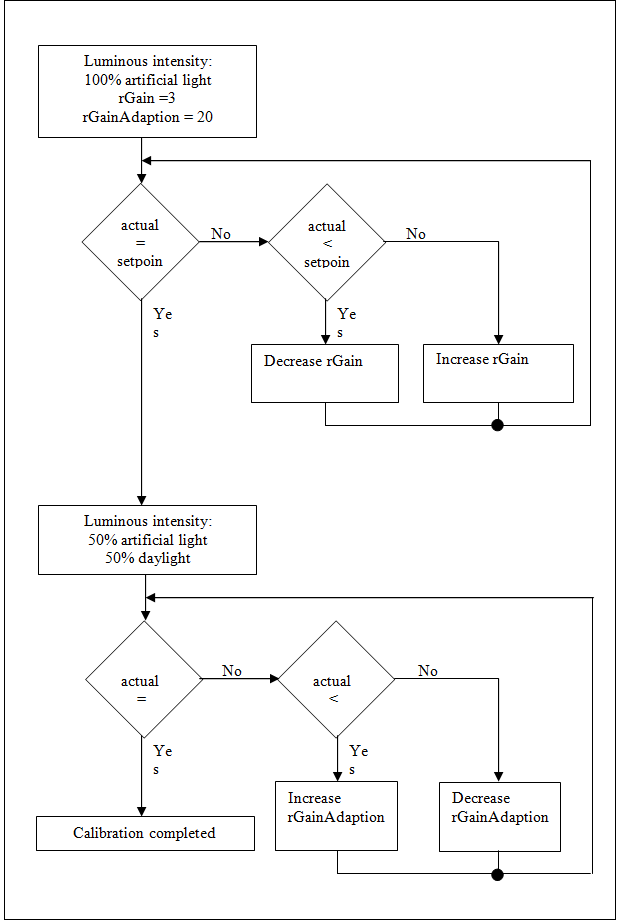 Luminous intensity:
100% artificial light
rGain =3
rGainAdaption = 20
actual
=
setpoin
No
actual
<
setpoin
No
Ye
s
Ye
s
Decrease rGain
Increase rGain
Luminous intensity:
50% artificial light
50% daylight
actual
=
No
actual
<
No
Ye
s
Ye
s
Increase
rGainAdaption
Decrease
rGainAdaption
Calibration completed